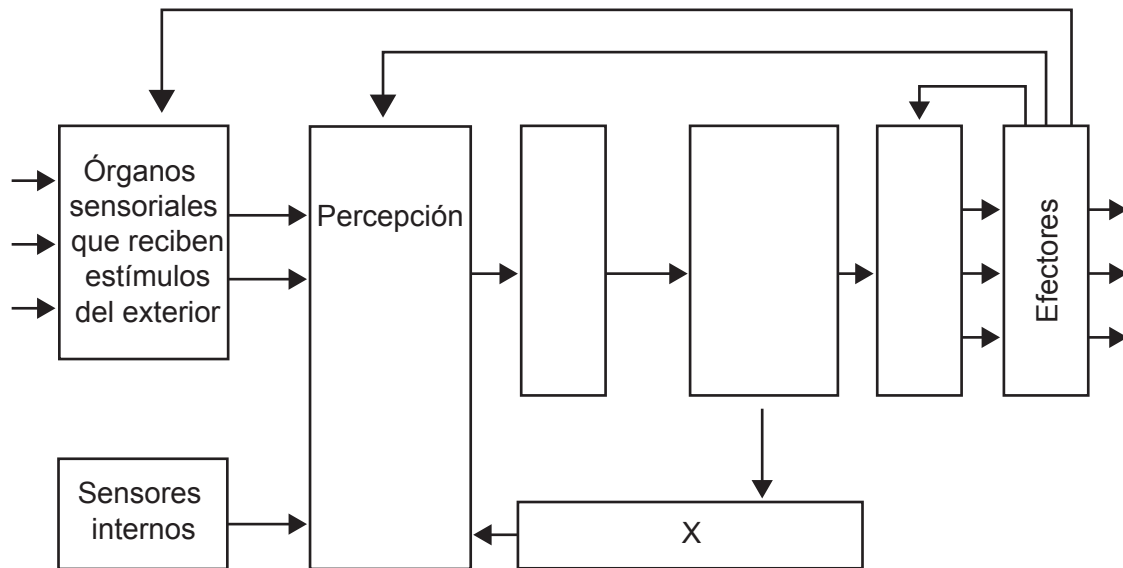 Órganos
sensoriales
que reciben
estímulos
del exterior
Percepción
Efectores
Sensores
internos
X